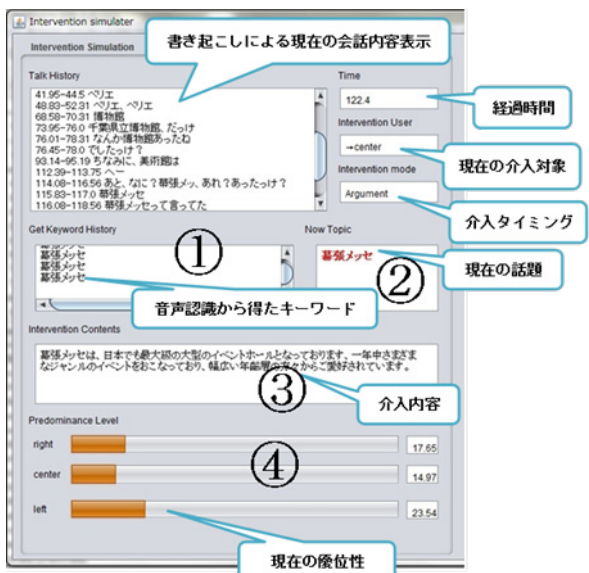 Intervention simulater
Intervention Simulation
書き起こしによる現在の会話内容表示
Talk History
41.95-44.5 ペリエ
48.83-52.31 ペリエ、ペリエ
68.58-70.31 博物館
73.95-76.0 千葉県立博物館、だっけ
76.01-78.31 なんか博物館あったね
76.45-78.0 でしたっけ？
93.14-95.19 ちなみに、美術館は
112.39-113.75 へー
114.08-116.56 あと、なに？幕張メッ、あれ？あったっけ？
115.83-117.0 幕張メッセ
116.08-118.56 幕張メッセって言ってた
Time
122.4
経過時間
Intervention User
→center
現在の介入対象
Intervention mode
Argument
介入タイミング
Get Keyword History
幕張メッセ
幕張メッセ
幕張メッセ
幕張メッセ
①
音声認識から得たキーワード
Now Topic
幕張メッセ
②
現在の話題
Intervention Contents
幕張メッセは、日本でも最大級の大型のイベントホールとなっております、一年中さまざま
なジャンルのイベントをおこなっており、幅広い年齢層の方々からご愛好されています。
③
介入内容
Predominance Level
right
17.65
④
center
14.97
left
23.54
現在の優位性